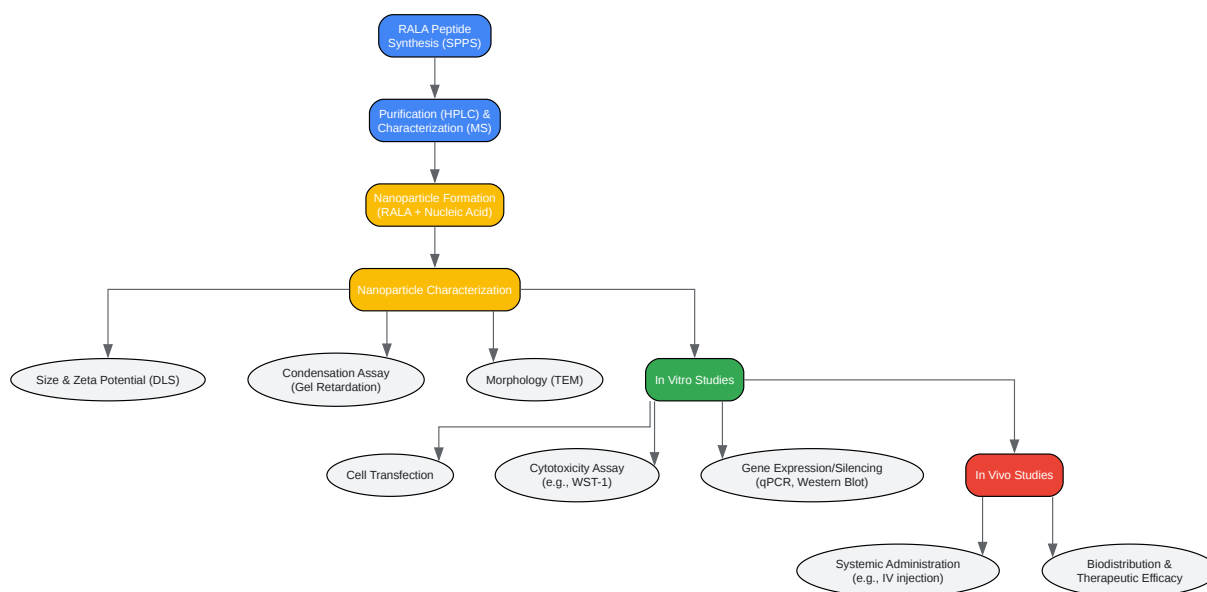 RALA Peptide
Synthesis (SPPS)
Purification (HPLC) &
Characterization (MS)
Nanoparticle Formation
(RALA + Nucleic Acid)
Nanoparticle Characterization
Size & Zeta Potential (DLS)
Condensation Assay
(Gel Retardation)
Morphology (TEM)
In Vitro Studies
Cell Transfection
Cytotoxicity Assay
(e.g., WST-1)
Gene Expression/Silencing
(qPCR, Western Blot)
In Vivo Studies
Systemic Administration
(e.g., IV injection)
Biodistribution &
Therapeutic Efficacy